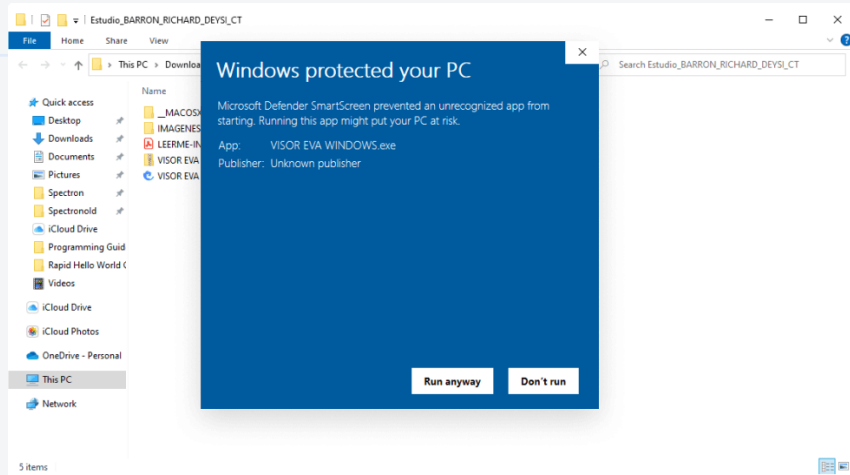 Estudio_BARRON_RICHARD_DEYSI_CT
File Home Share View
This PC > Downloa
Search Estudio_BARRON_RICHARD_DEYSI_CT
Name
Quick access
Desktop
Downloads
Documents
Pictures
Spectron
Spectronold
iCloud Drive
Programming Guid
Rapid Hello World (
Videos
iCloud Drive
iCloud Photos
OneDrive - Personal
This PC
Network
__MACOSX
IMAGENES
LEERME-IN
VISOR EVA
VISOR EVA
Windows protected your PC
Microsoft Defender SmartScreen prevented an unrecognized app from
starting. Running this app might put your PC at risk.
App: VISOR EVA WINDOWS.exe
Publisher: Unknown publisher
Run anyway Don't run
5 items